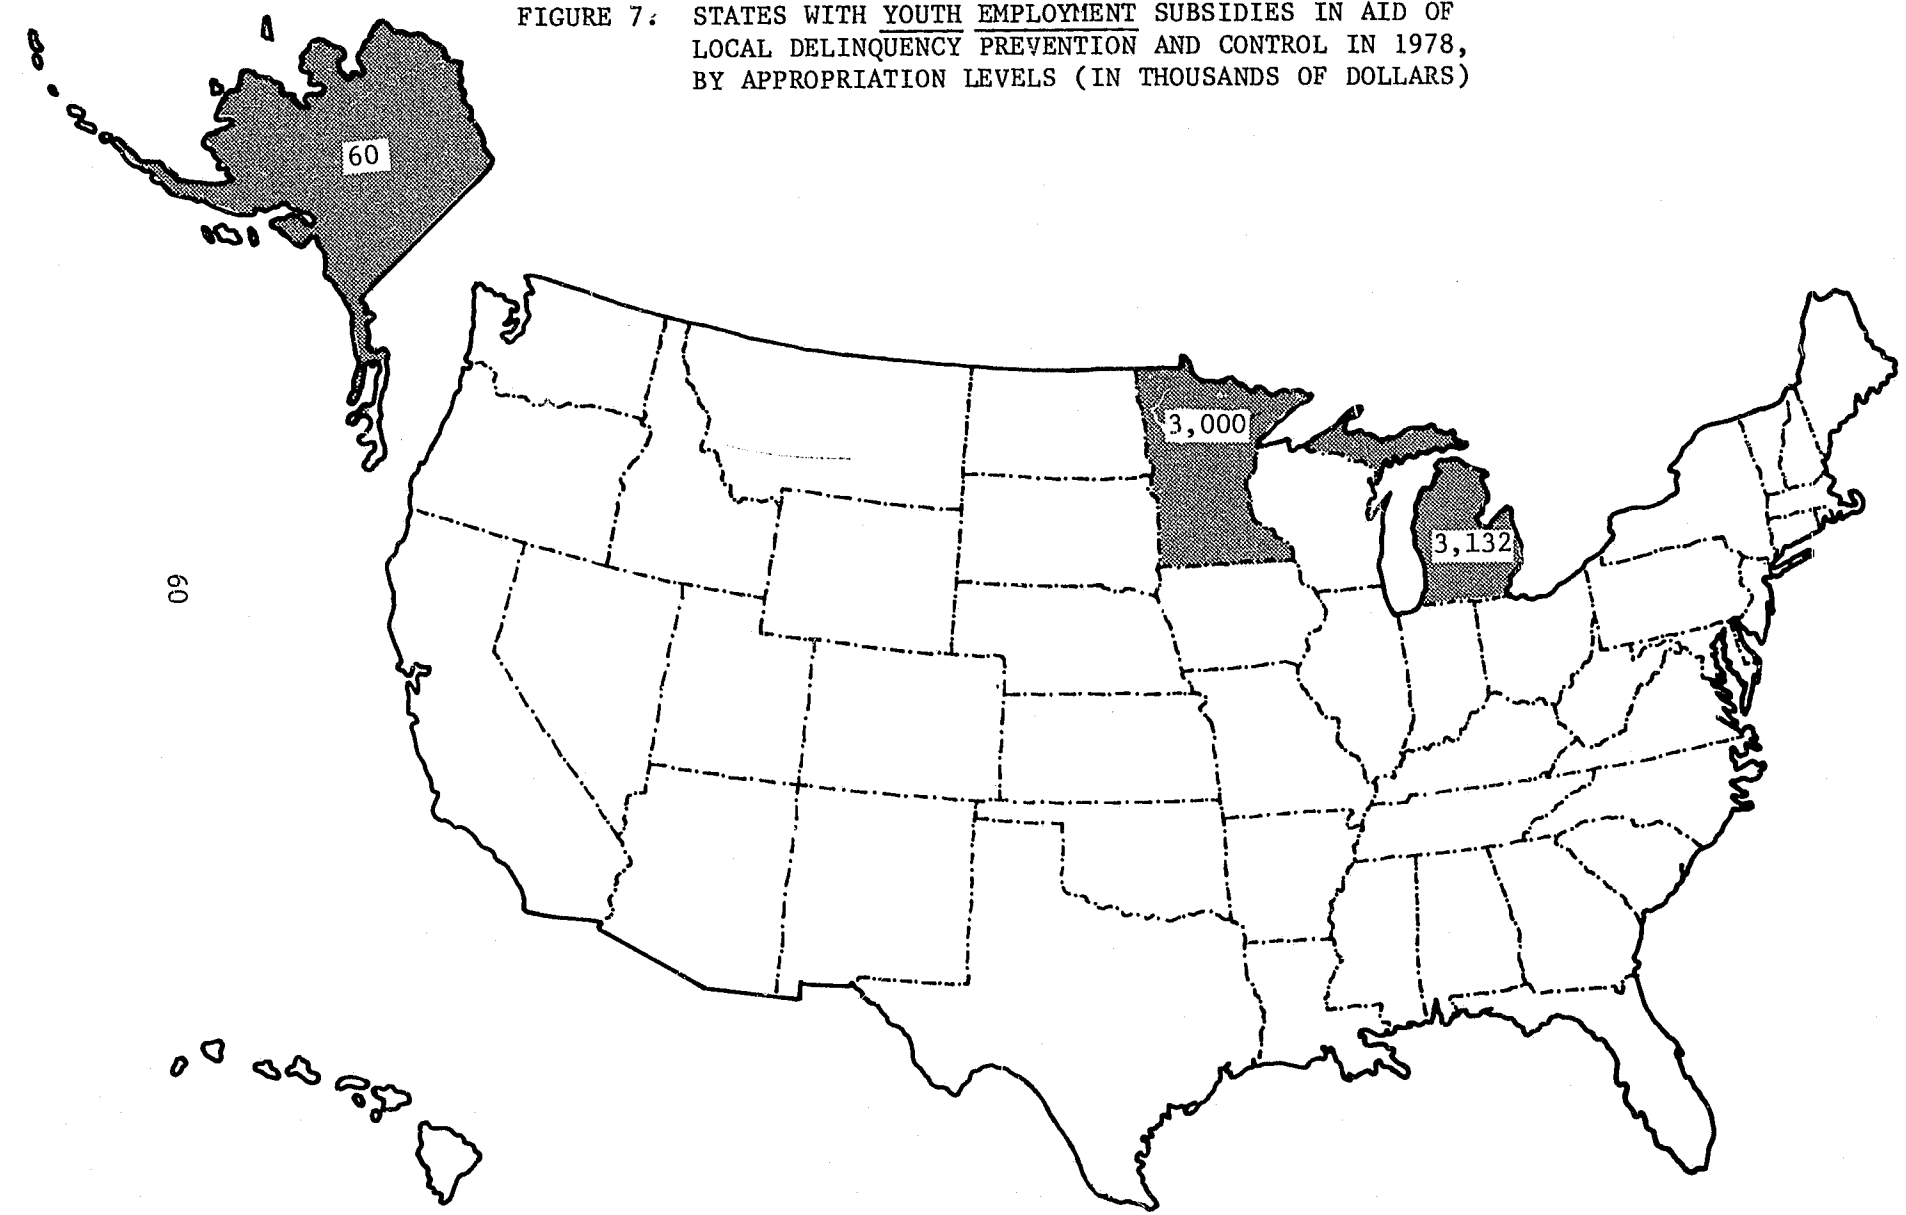 FIGURE 7: STATES WITH YOUTH EMPLOYMENT SUBSIDIES IN AID OF
LOCAL DELINQUENCY PREVENTION AND CONTROL IN 1978,
BY APPROPRIATION LEVELS (IN THOUSANDS OF DOLLARS)
60
3,000
3,132
60